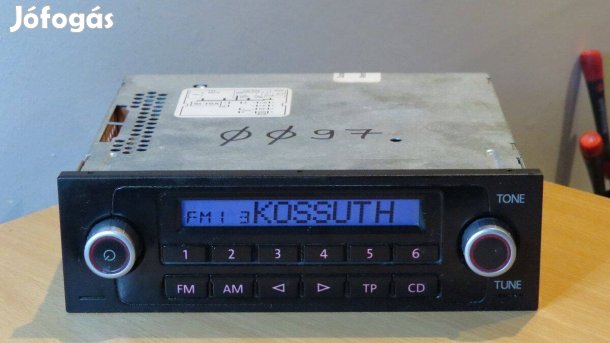 Jófogás
0097
FM1 3 KOSSUTH
TONE
1 2 3 4 5 6
FM AM TP CD
TUNE